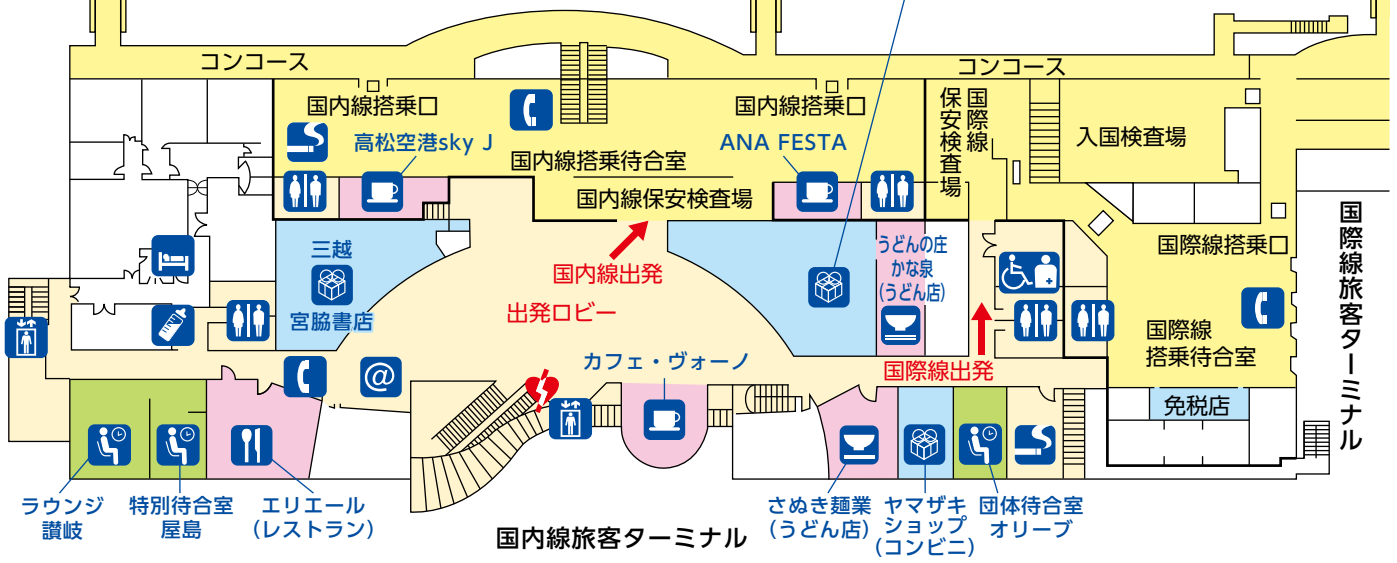 コンコース
コンコース
国内線搭乗口
国内線搭乗口
国際線
保安検査場
高松空港sky J
ANA FESTA
入国検査場
国内線搭乗待合室
国内線保安検査場
国際線搭乗口
国際線旅客ターミナル
三越
宮脇書店
うどんの庄
かな泉
(うどん店)
国内線出発
出発ロビー
国際線
搭乗待合室
@
カフェ・ヴォーノ
国際線出発
免税店
ラウンジ
讃岐
特別待合室
屋島
エリエール
(レストラン)
さぬき麺業
(うどん店)
ヤマザキ
ショップ
(コンビニ)
団体待合室
オリーブ
国内線旅客ターミナル